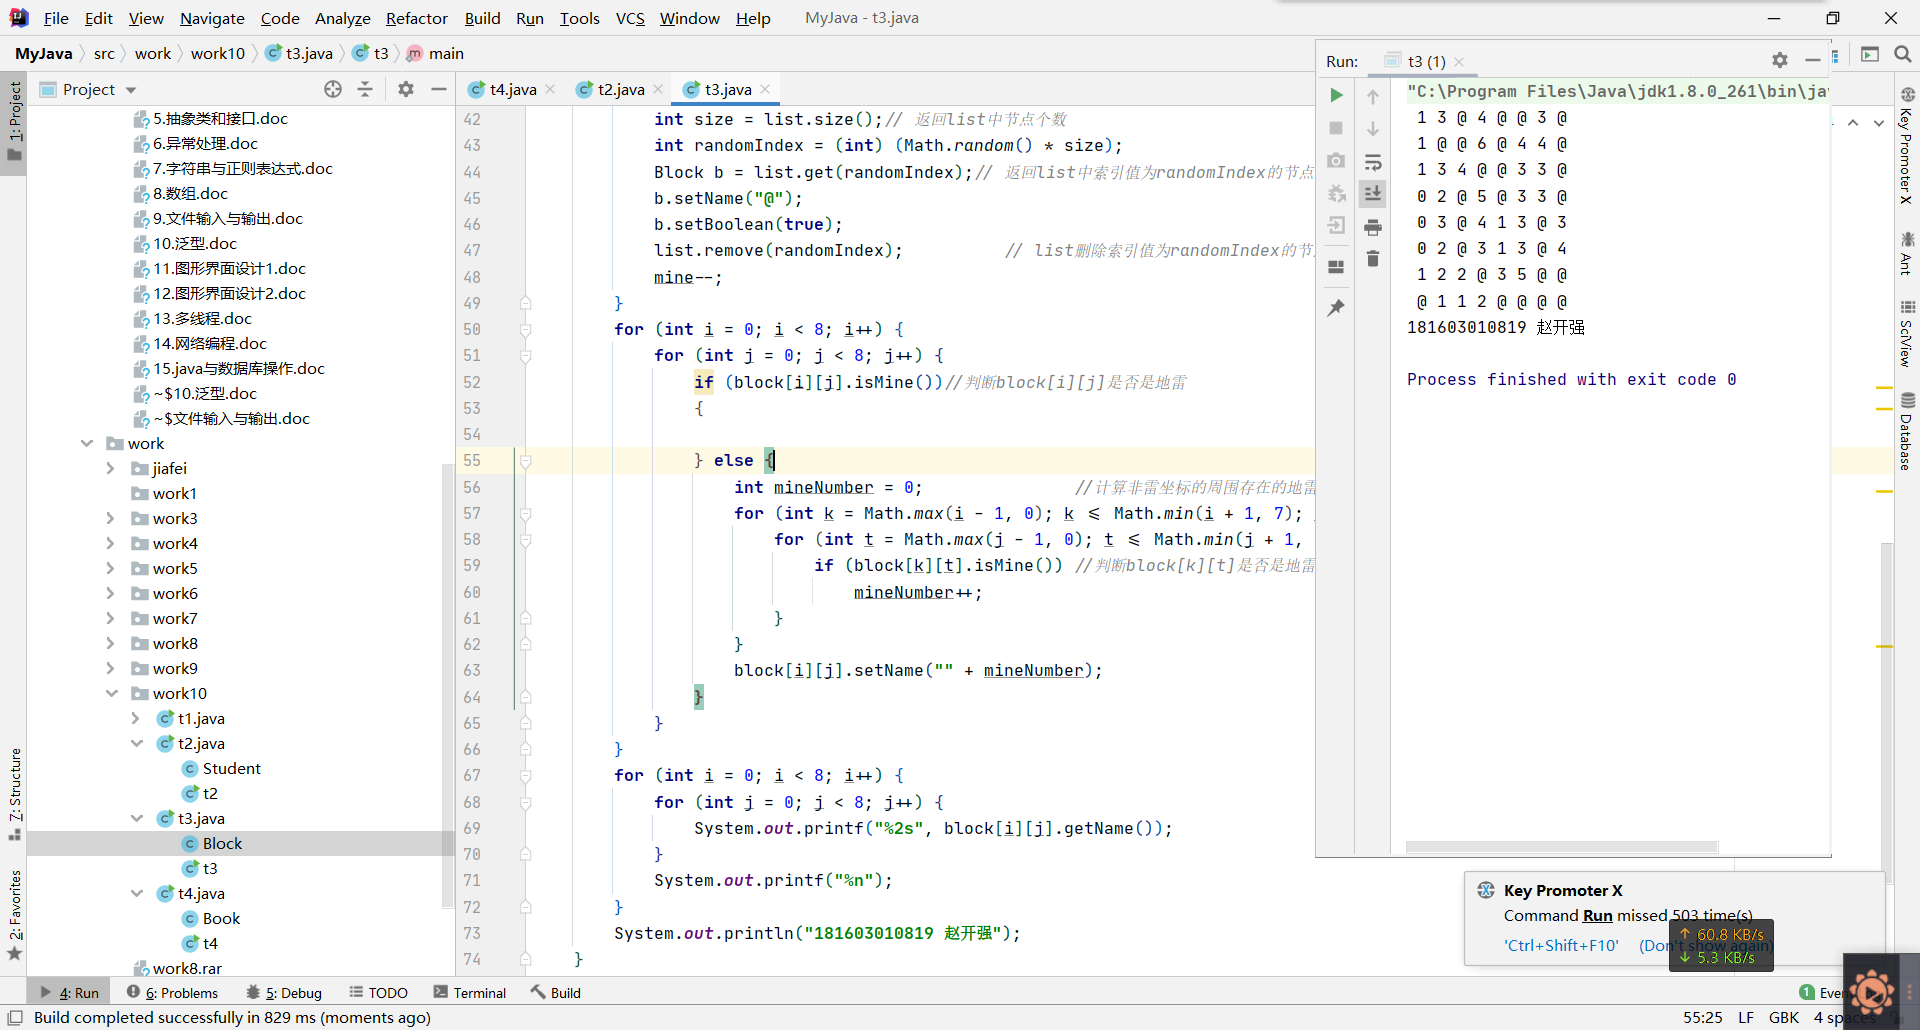 File Edit View Navigate Code Analyze Refactor Build Run Tools VCS Window Help MyJava - t3.java
MyJava src work work10 t3.java t3 main
Project
t4.java t2.java t3.java
1: Project
7: Structure
2: Favorites
5.抽象类和接口.doc
6.异常处理.doc
7.字符串与正则表达式.doc
8.数组.doc
9.文件输入与输出.doc
10.泛型.doc
11.图形界面设计1.doc
12.图形界面设计2.doc
13.多线程.doc
14.网络编程.doc
15.java与数据库操作.doc
~$10.泛型.doc
~$文件输入与输出.doc
work
jiafei
work1
work3
work4
work5
work6
work7
work8
work9
work10
t1.java
t2.java
Student
t2
t3.java
Block
t3
t4.java
Book
t4
work8.rar
42 int size = list.size();// 返回list中节点个数
43 int randomIndex = (int) (Math.random() * size);
44 Block b = list.get(randomIndex);// 返回list中索引值为randomIndex的节点
45 b.setName("@");
46 b.setBoolean(true);
47 list.remove(randomIndex); // list删除索引值为randomIndex的节
48 mine--;
49 }
50 for (int i = 0; i < 8; i++) {
51 for (int j = 0; j < 8; j++) {
52 if (block[i][j].isMine())//判断block[i][j]是否是地雷
53 {
54
55 } else {
56 int mineNumber = 0; //计算非雷坐标的周围存在的地雷
57 for (int k = Math.max(i - 1, 0); k <= Math.min(i + 1, 7);
58 for (int t = Math.max(j - 1, 0); t <= Math.min(j + 1,
59 if (block[k][t].isMine()) //判断block[k][t]是否是地雷
60 mineNumber++;
61 }
62 }
63 block[i][j].setName("" + mineNumber);
64 }
65 }
66 }
67 for (int i = 0; i < 8; i++) {
68 for (int j = 0; j < 8; j++) {
69 System.out.printf("%2s", block[i][j].getName());
70 }
71 System.out.printf("%n");
72 }
73 System.out.println("181603010819 赵开强");
74 }
Run: t3 (1)
"C:\Program Files\Java\jdk1.8.0_261\bin\jav
1 3 @ 4 @ @ 3 @
1 @ @ 6 @ 4 4 @
1 3 4 @ @ 3 3 @
0 2 @ 5 @ 3 3 @
0 3 @ 4 1 3 @ 3
0 2 @ 3 1 3 @ 4
1 2 2 @ 3 5 @ @
@ 1 1 2 @ @ @ @
181603010819 赵开强
Process finished with exit code 0
Key Promoter X
Ant
SciView
Database
Key Promoter X
Command Run missed 503 time(s)
'Ctrl+Shift+F10' (Don't show again)
↑ 60.8 KB/s
↓ 5.3 KB/s
4: Run 6: Problems 5: Debug TODO Terminal Build 1 Even
Build completed successfully in 829 ms (moments ago) 55:25 LF GBK 4 spaces